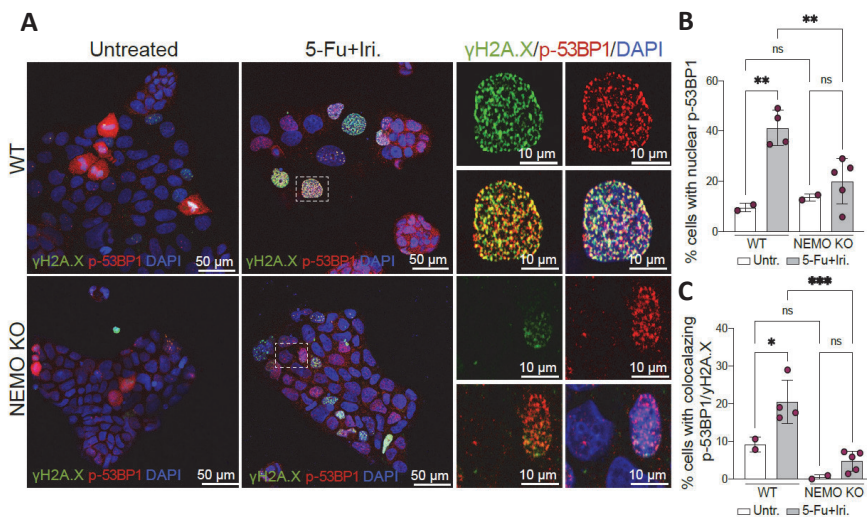 A
Untreated
5-Fu+Iri.
γH2A.X/p-53BP1/DAPI
WT
γH2A.X p-53BP1 DAPI 50 µm
γH2A.X p-53BP1 DAPI 50 µm
10 µm
10 µm
10 µm
10 µm
NEMO KO
γH2A.X p-53BP1 DAPI 50 µm
γH2A.X p-53BP1 DAPI 50 µm
10 µm
10 µm
10 µm
10 µm
B
**
ns
** ns
% cells with nuclear p-53BP1
60
40
20
0
WT NEMO KO
Untr. 5-Fu+Iri.
C
***
ns
* ns
% cells with colocalazing
p-53BP1/γH2A.X
40
30
20
10
0
WT NEMO KO
Untr. 5-Fu+Iri.